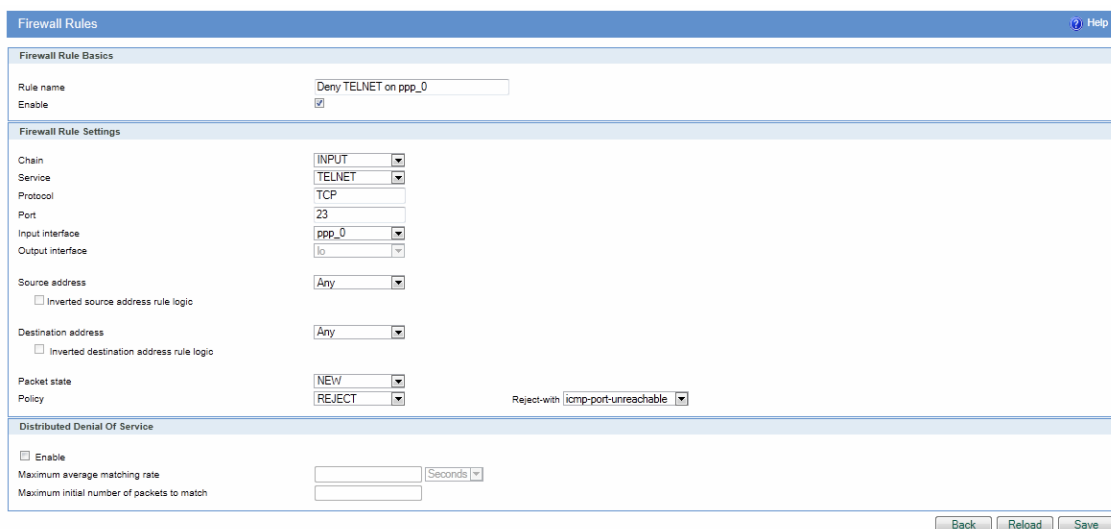 Firewall Rules
Help
Firewall Rule Basics
Rule name Deny TELNET on ppp_0
Enable
Firewall Rule Settings
Chain INPUT
Service TELNET
Protocol TCP
Port 23
Input interface ppp_0
Output interface lo
Source address Any
Inverted source address rule logic
Destination address Any
Inverted destination address rule logic
Packet state NEW
Policy REJECT Reject-with icmp-port-unreachable
Distributed Denial Of Service
Enable
Maximum average matching rate Seconds
Maximum initial number of packets to match
Back Reload Save